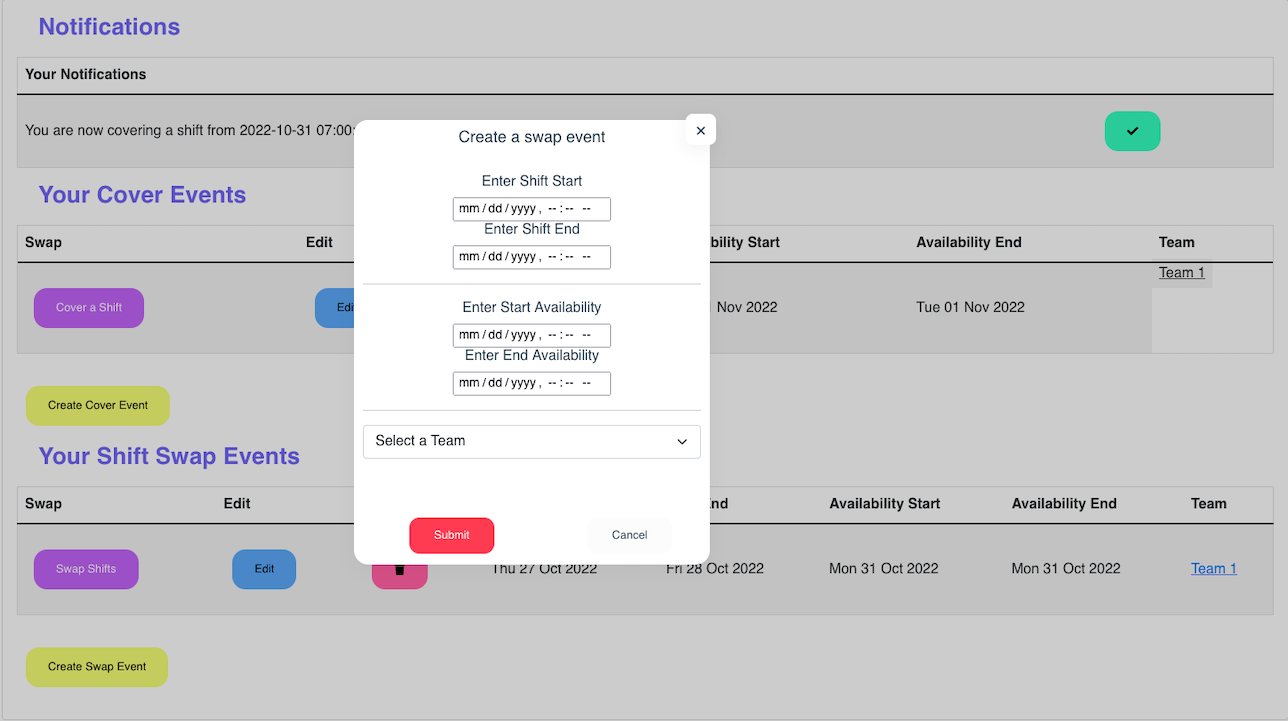 Notifications
Your Notifications
You are now covering a shift from 2022-10-31 07:00:
Create a swap event
Enter Shift Start
mm/dd/yyyy, --:-- --
Enter Shift End
mm/dd/yyyy, --:-- --
Enter Start Availability
mm/dd/yyyy, --:-- --
Enter End Availability
mm/dd/yyyy, --:-- --
Select a Team
Submit Cancel
Your Cover Events
Swap Edit bility Start Availability End Team
Cover a Shift Edi Nov 2022 Tue 01 Nov 2022 Team 1
Create Cover Event
Your Shift Swap Events
Swap Edit nd Availability Start Availability End Team
Swap Shifts Edit Thu 27 Oct 2022 Fri 28 Oct 2022 Mon 31 Oct 2022 Mon 31 Oct 2022 Team 1
Create Swap Event